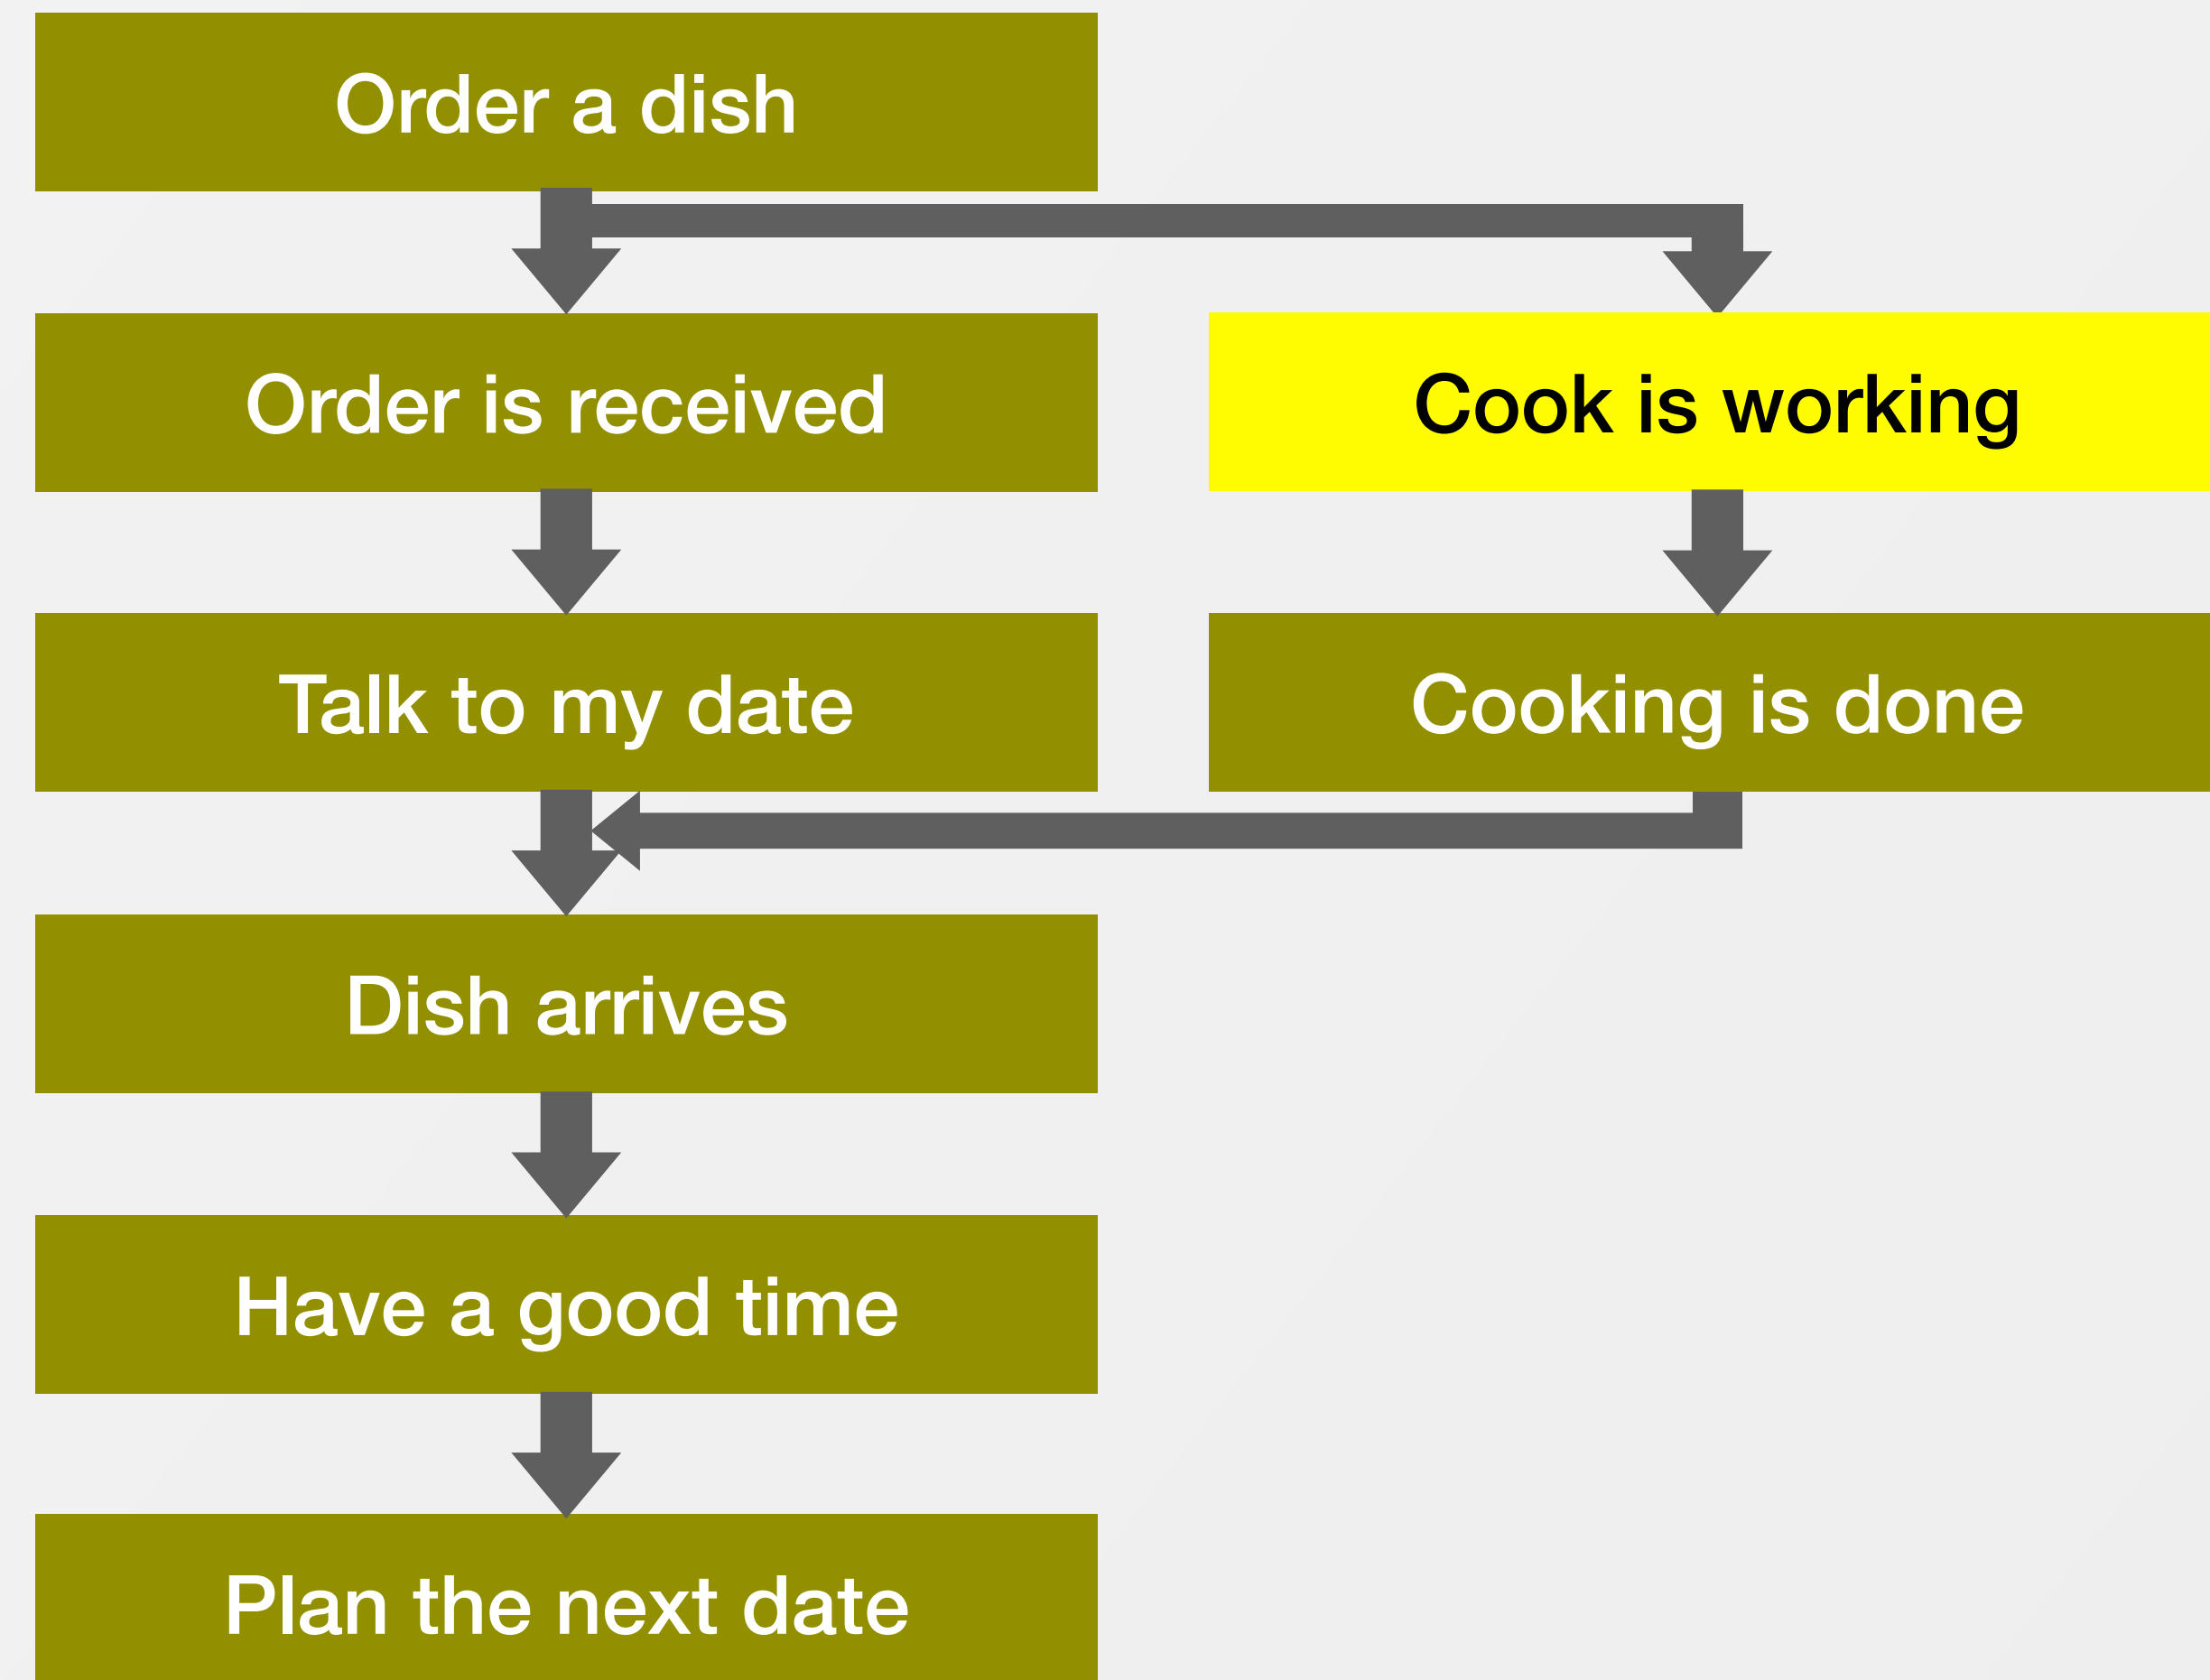 Order a dish
Order is received
Cook is working
Talk to my date
Cooking is done
Dish arrives
Have a good time
Plan the next date